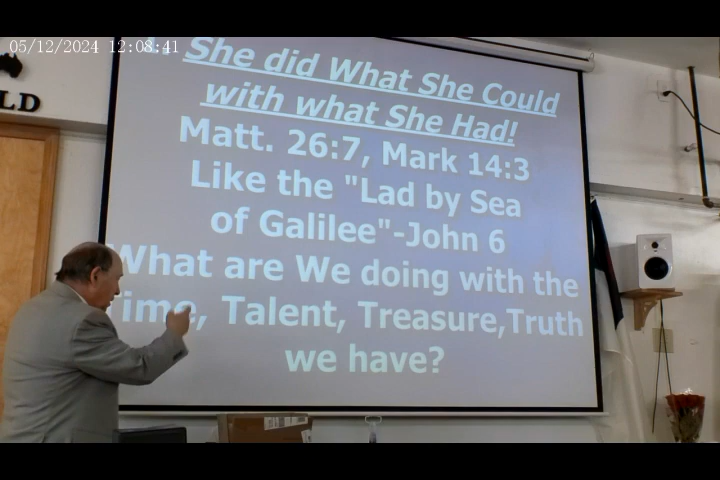 05/12/2024 12:08:41
LD
She did What She Could
with what She Had!
Matt. 26:7, Mark 14:3
Like the "Lad by Sea
of Galilee"-John 6
What are We doing with the
Time, Talent, Treasure,Truth
we have?